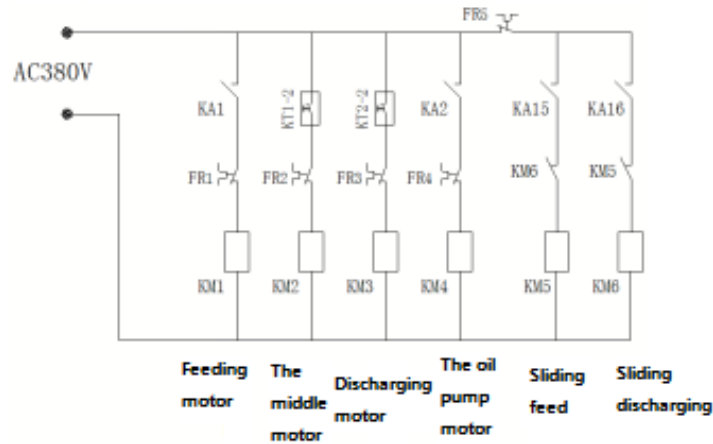 FR5
AC380V
KA1
KT1-2
KT2-2
KA2
KA15
KA16
FR1
FR2
FR3
FR4
KM6
KM5
KM1
KM2
KM3
KM4
KM5
KM6
Feeding
motor
The
middle
motor
Discharging
motor
The oil
pump
motor
Sliding
feed
Sliding
discharging